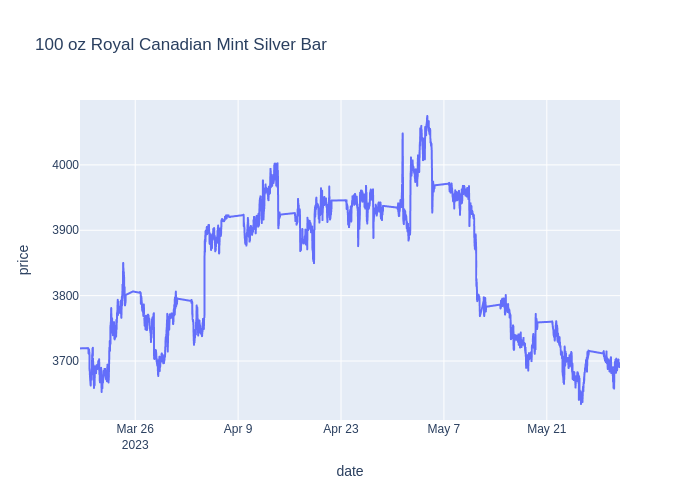 100 oz Royal Canadian Mint Silver Bar
4000
3900
3800
3700
price
Mar 26
2023
Apr 9
Apr 23
May 7
May 21
date